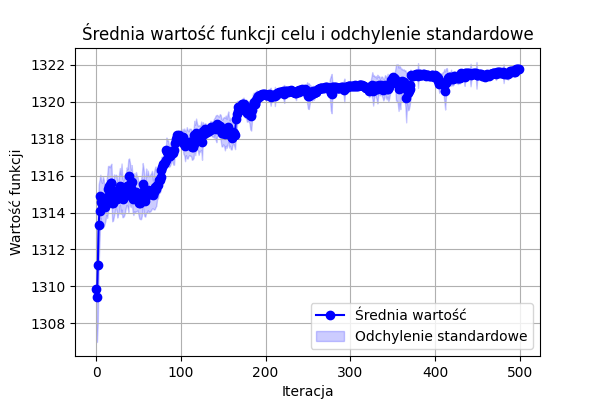 Średnia wartość funkcji celu i odchylenie standardowe
1322
1320
1318
1316
1314
1312
1310
1308
Wartość funkcji
0
100
200
300
400
500
Iteracja
Średnia wartość
Odchylenie standardowe